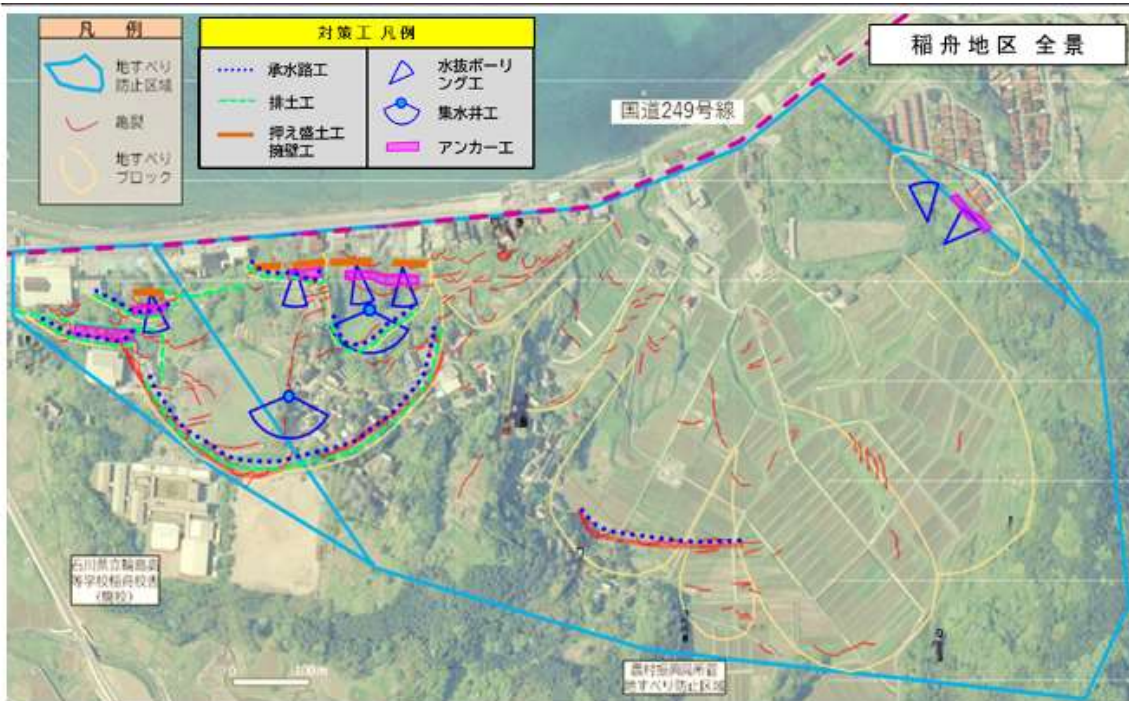 凡 例
地すべり
防止区域
亀裂
地すべり
ブロック
対策工 凡例
承水路工
排土工
押え盛土工
擁壁工
水抜ボーリ
ングエ
集水井工
アンカー工
稲舟地区 全景
国道249号線
石川県立輪島高
等学校稲舟校舎
(廃校)
0 100m
農村振興局所管
地すべり防止区域